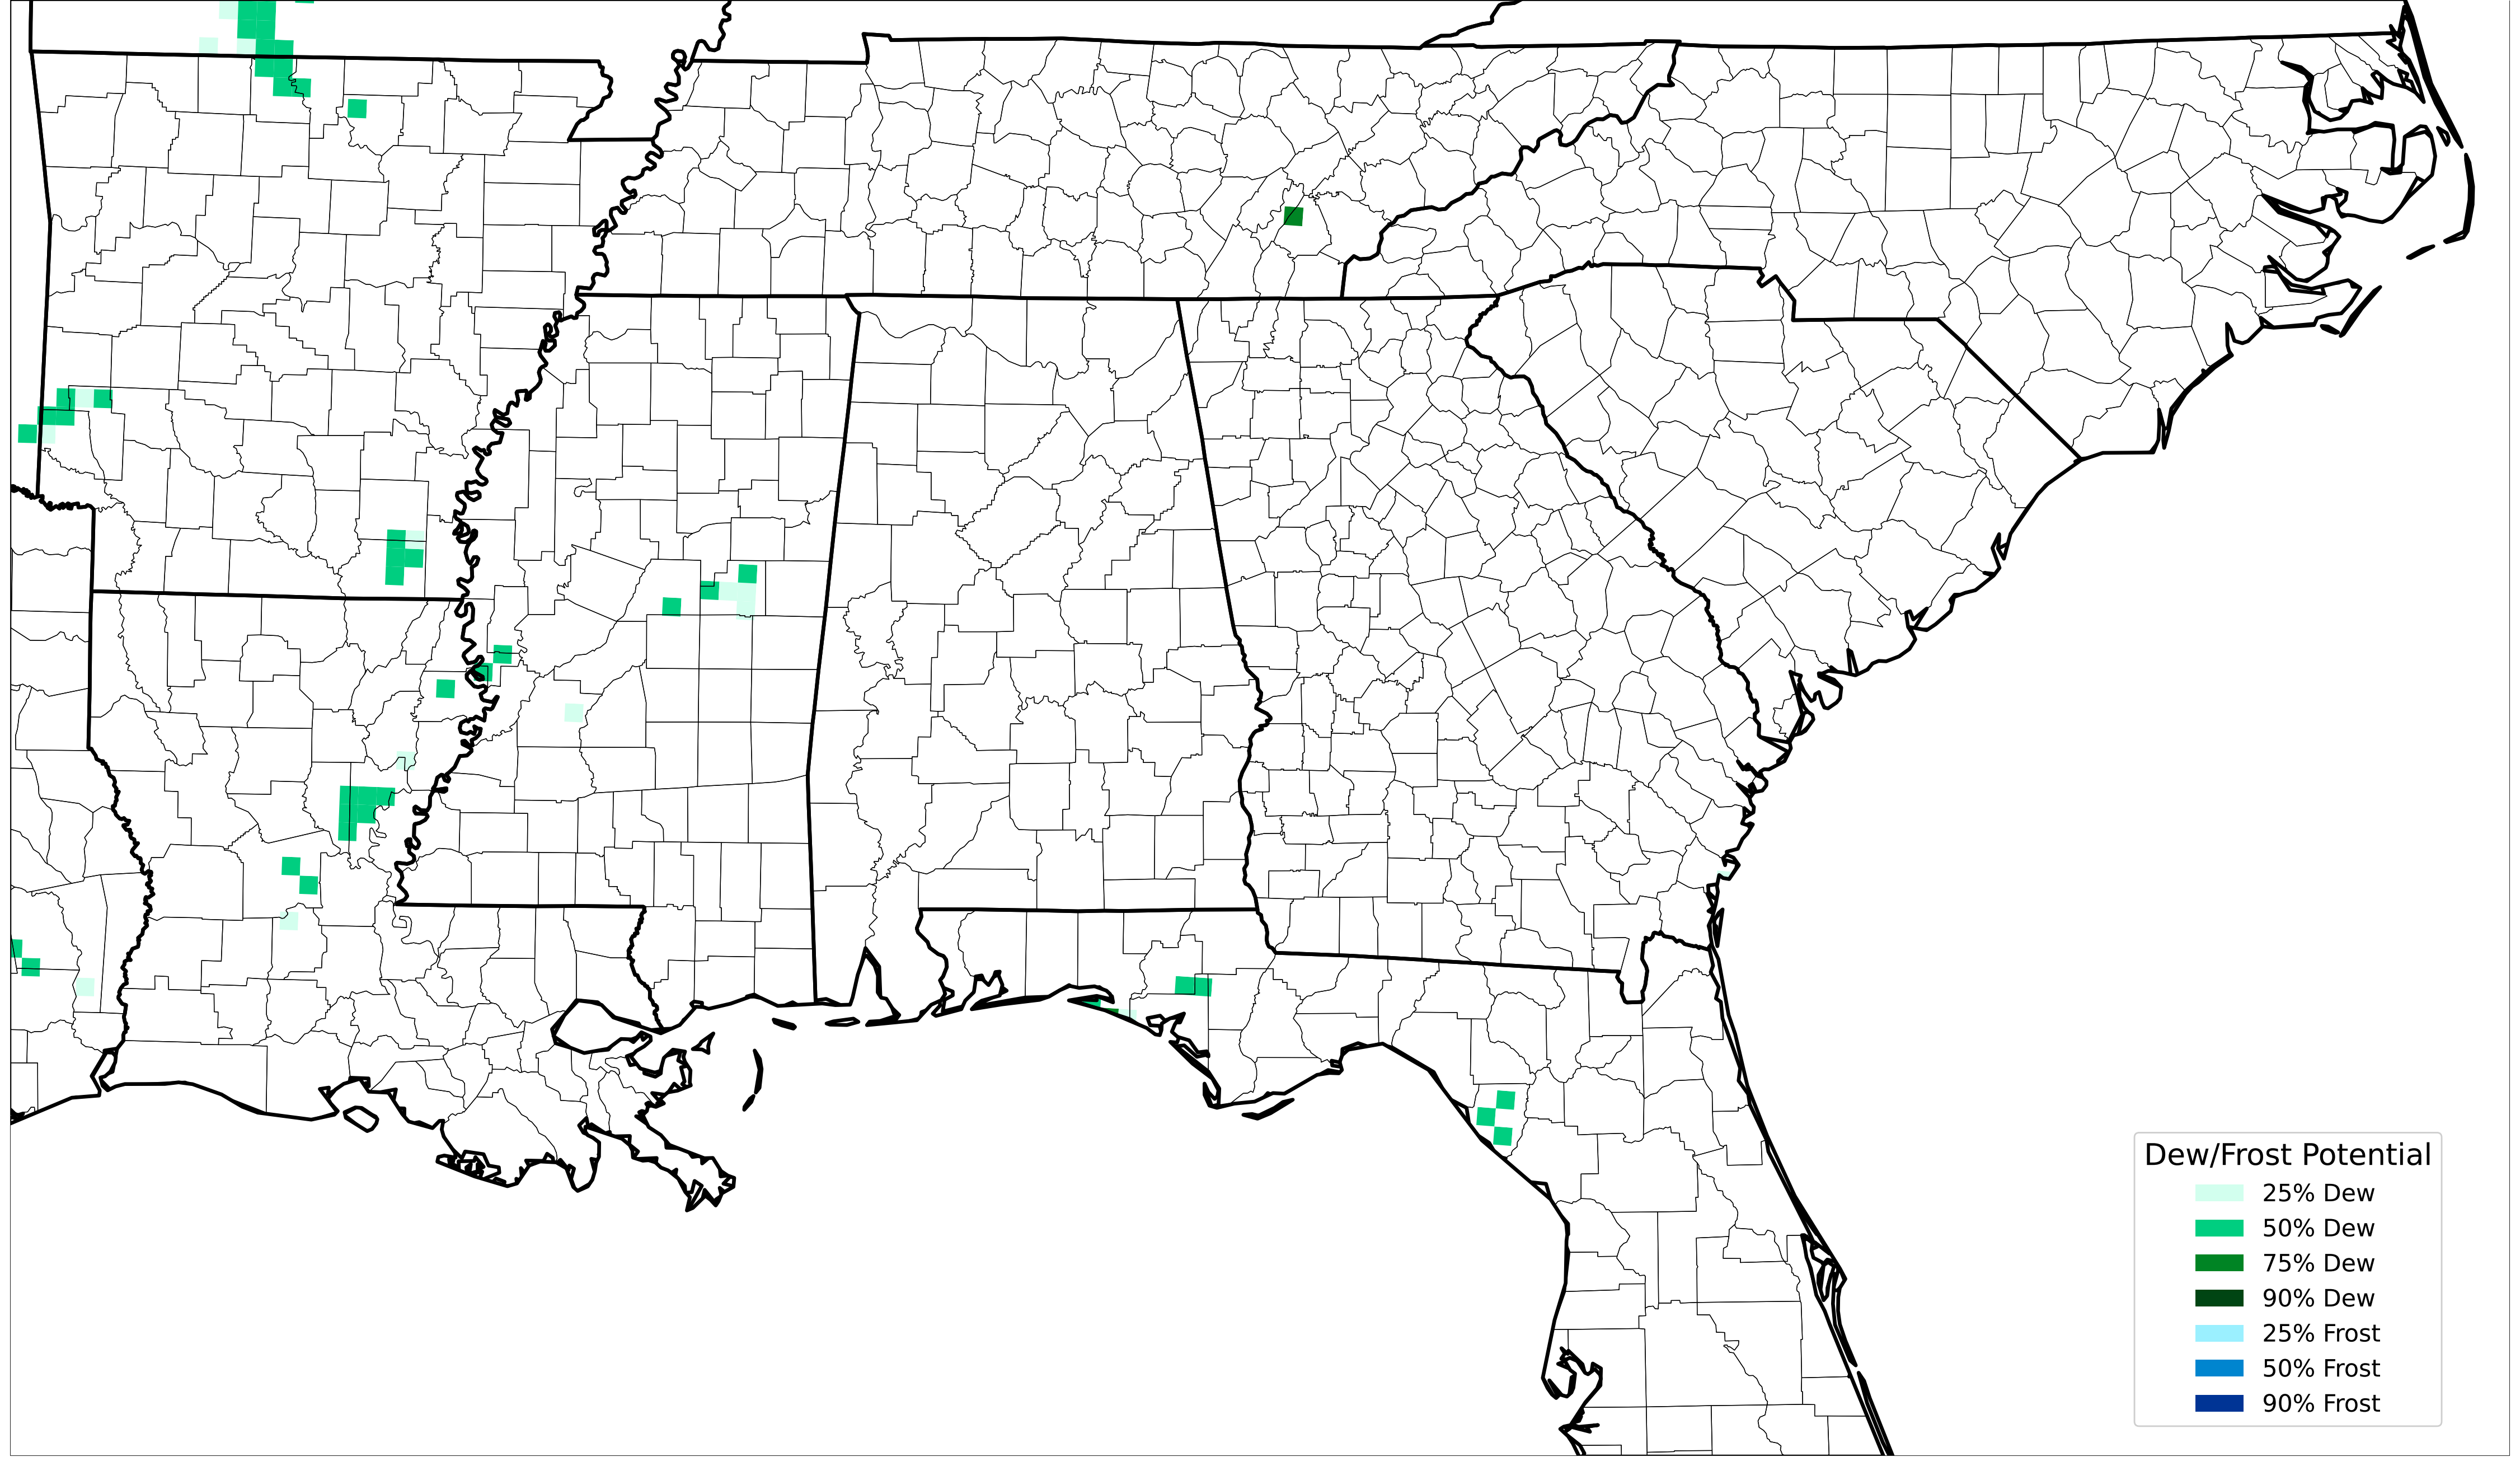 Dew/Frost Potential
25% Dew
50% Dew
75% Dew
90% Dew
25% Frost
50% Frost
90% Frost